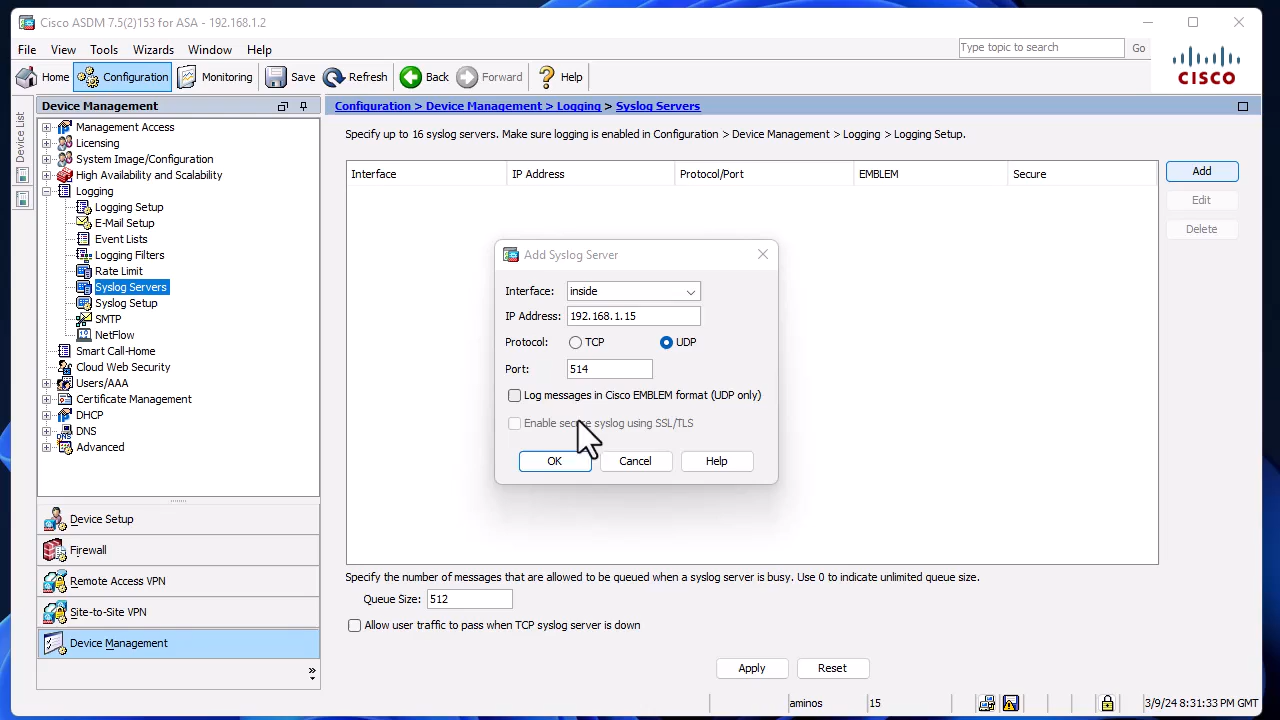 Cisco ASDM 7.5(2)153 for ASA - 192.168.1.2
File View Tools Wizards Window Help
Type topic to search Go
Home Configuration Monitoring Save Refresh Back Forward Help
CISCO
Device List
Device Management
Management Access
Licensing
System Image/Configuration
High Availability and Scalability
Logging
Logging Setup
E-Mail Setup
Event Lists
Logging Filters
Rate Limit
Syslog Servers
Syslog Setup
SMTP
NetFlow
Smart Call-Home
Cloud Web Security
Users/AAA
Certificate Management
DHCP
DNS
Advanced
Device Setup
Firewall
Remote Access VPN
Site-to-Site VPN
Device Management
Configuration > Device Management > Logging > Syslog Servers
Specify up to 16 syslog servers. Make sure logging is enabled in Configuration > Device Management > Logging > Logging Setup.
Interface IP Address Protocol/Port EMBLEM Secure
Add
Edit
Delete
Add Syslog Server
Interface: inside
IP Address: 192.168.1.15
Protocol: TCP UDP
Port: 514
Log messages in Cisco EMBLEM format (UDP only)
Enable secure syslog using SSL/TLS
OK Cancel Help
Specify the number of messages that are allowed to be queued when a syslog server is busy. Use 0 to indicate unlimited queue size.
Queue Size: 512
Allow user traffic to pass when TCP syslog server is down
Apply Reset
aminos 15 3/9/24 8:31:33 PM GMT